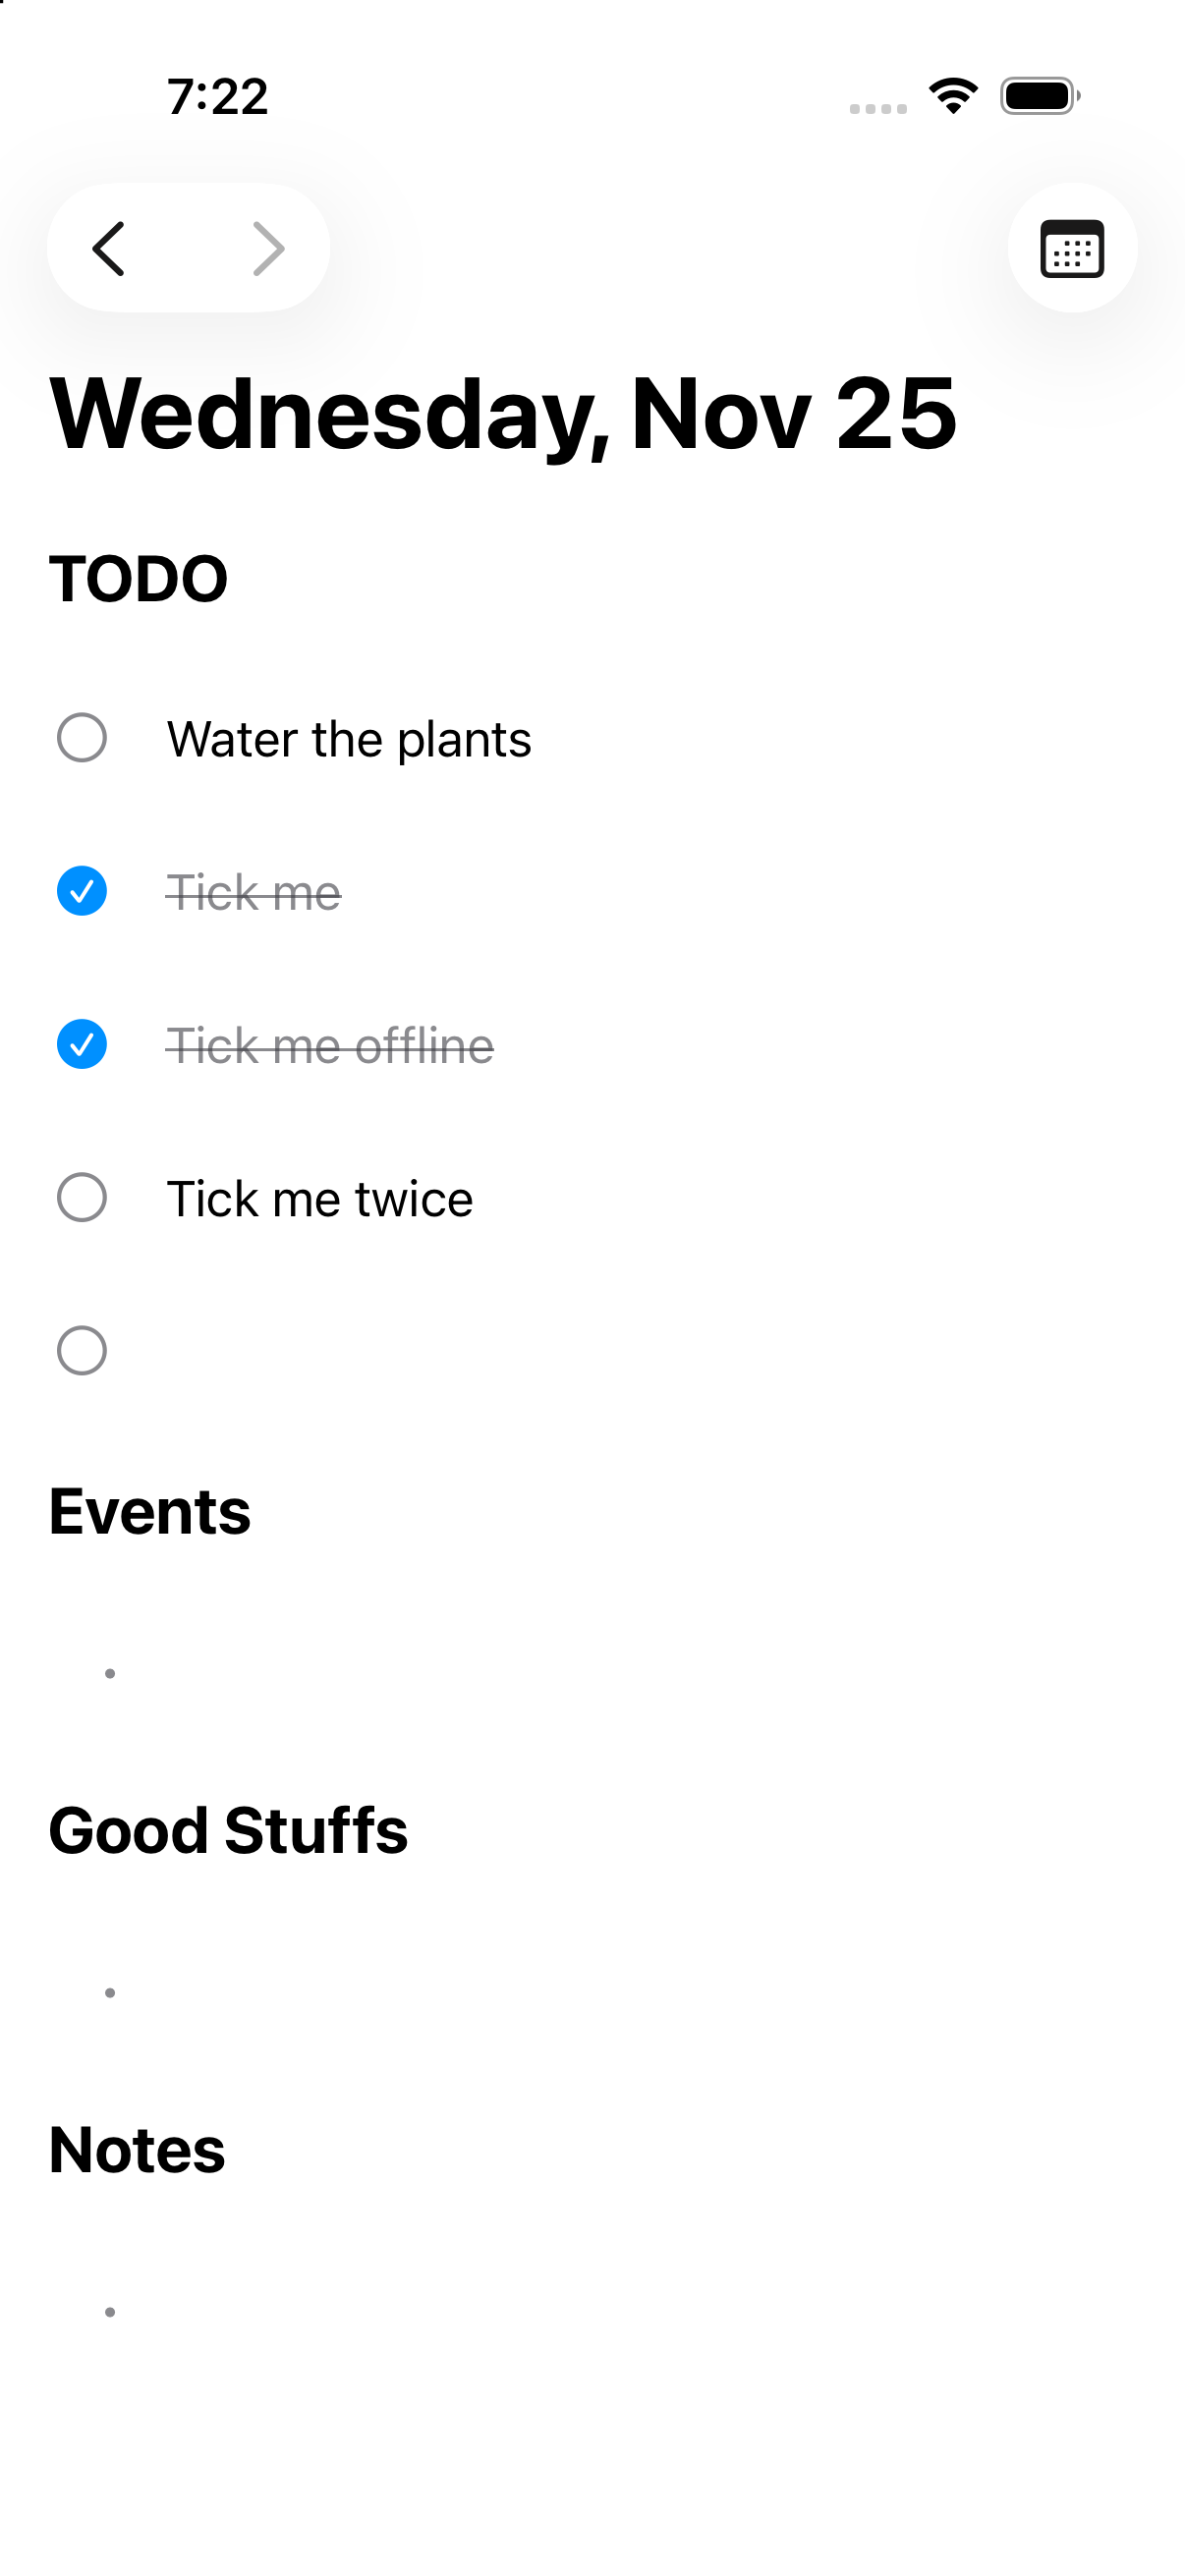 7:22
Wednesday, Nov 25
TODO
Water the plants
Tick me
Tick me offline
Tick me twice
Events
Good Stuffs
Notes